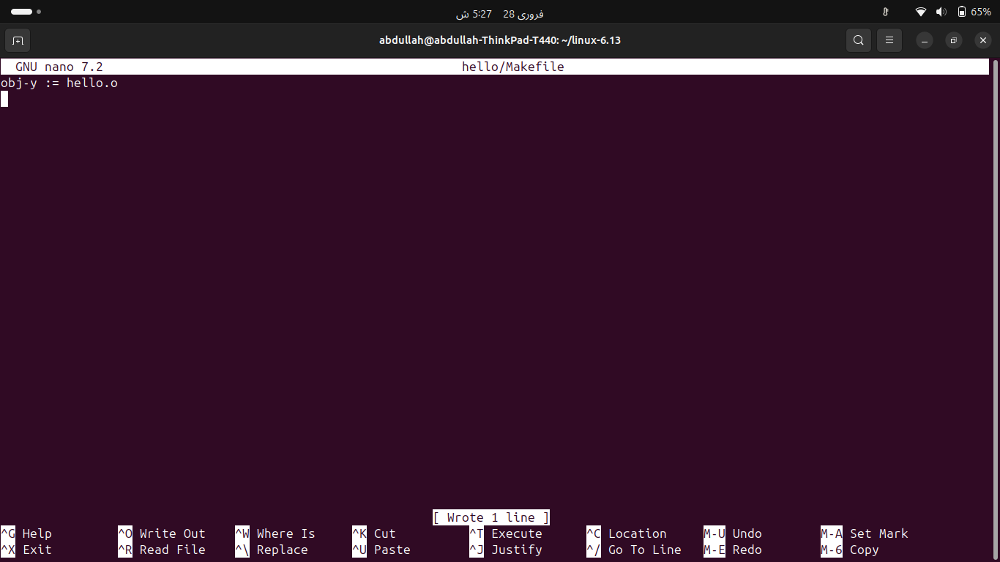 فروری 28 5:27 ش
65%
abdullah@abdullah-ThinkPad-T440: ~/linux-6.13
GNU nano 7.2 hello/Makefile
obj-y := hello.o
[ Wrote 1 line ]
^G Help ^O Write Out ^W Where Is ^K Cut ^T Execute ^C Location M-U Undo M-A Set Mark
^X Exit ^R Read File ^\ Replace ^U Paste ^J Justify ^/ Go To Line M-E Redo M-6 Copy